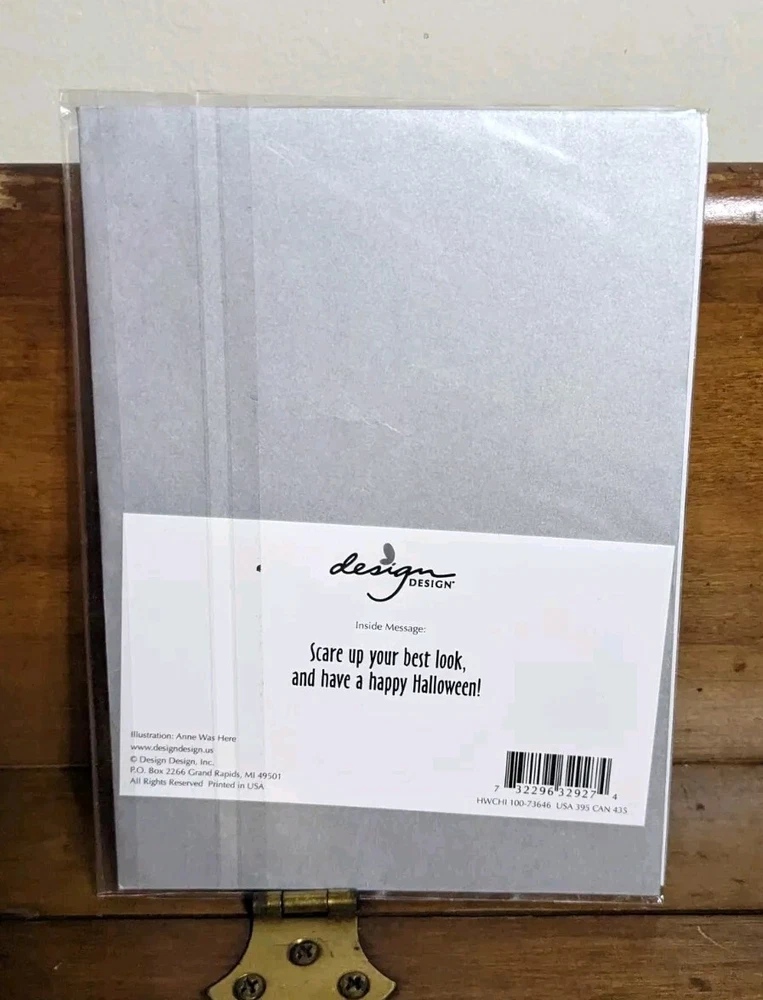 design
DESIGN
Inside Message:
Scare up your best look,
and have a happy Halloween!
Illustration: Anne Was Here
www.designdesign.us
© Design Design, Inc.
P.O. Box 2266 Grand Rapids, MI 49501
All Rights Reserved Printed in USA
7 32296 32927 4
HWCHI 100-73646 USA 395 CAN 435